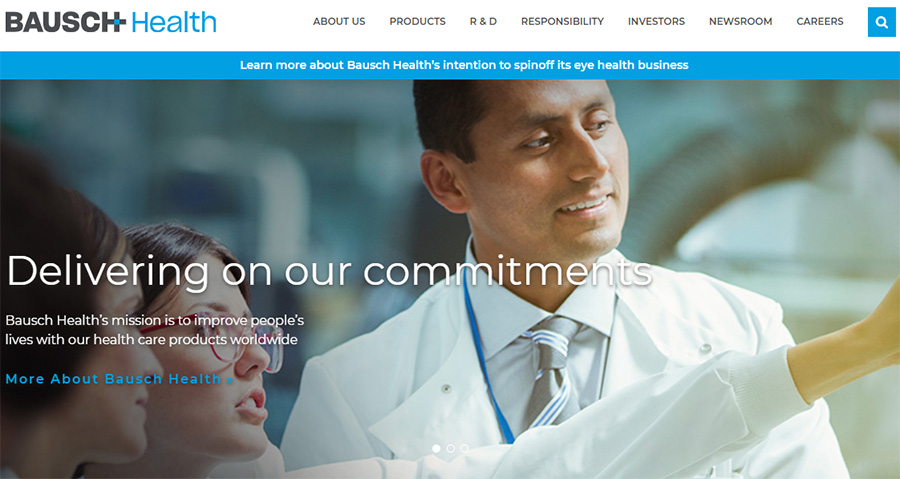 BAUSCH+Health
ABOUT US PRODUCTS R & D RESPONSIBILITY INVESTORS NEWSROOM CAREERS
Learn more about Bausch Health's intention to spinoff its eye health business
Delivering on our commitments
Bausch Health's mission is to improve people's
lives with our health care products worldwide
More About Bausch Health »